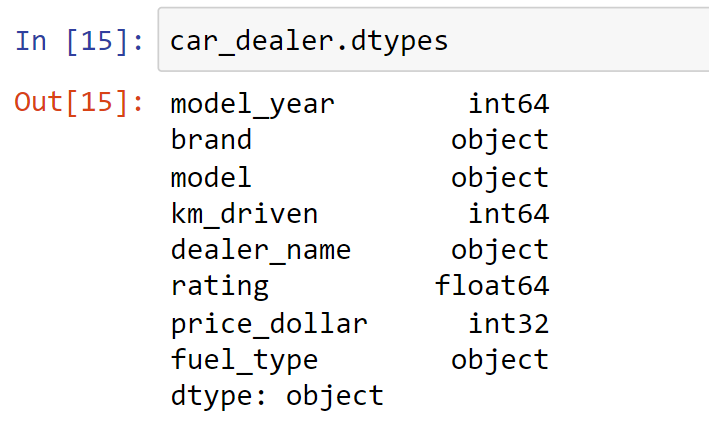 In [15]: car_dealer.dtypes
Out[15]: model_year int64
brand object
model object
km_driven int64
dealer_name object
rating float64
price_dollar int32
fuel_type object
dtype: object